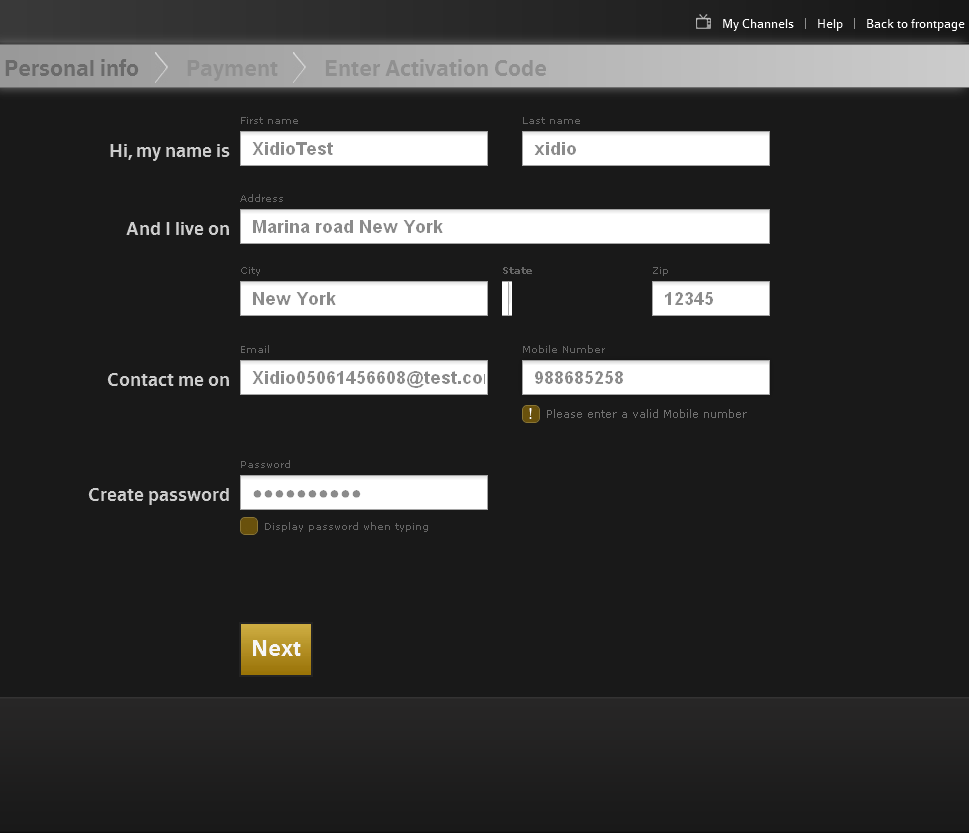 My Channels | Help | Back to frontpage
Personal info Payment Enter Activation Code
First name Last name
Hi, my name is XidioTest xidio
Address
And I live on Marina road New York
City State Zip
New York 12345
Email Mobile Number
Contact me on Xidio05061456608@test.co 988685258
! Please enter a valid Mobile number
Password
Create password ●●●●●●●●●●
Display password when typing
Next